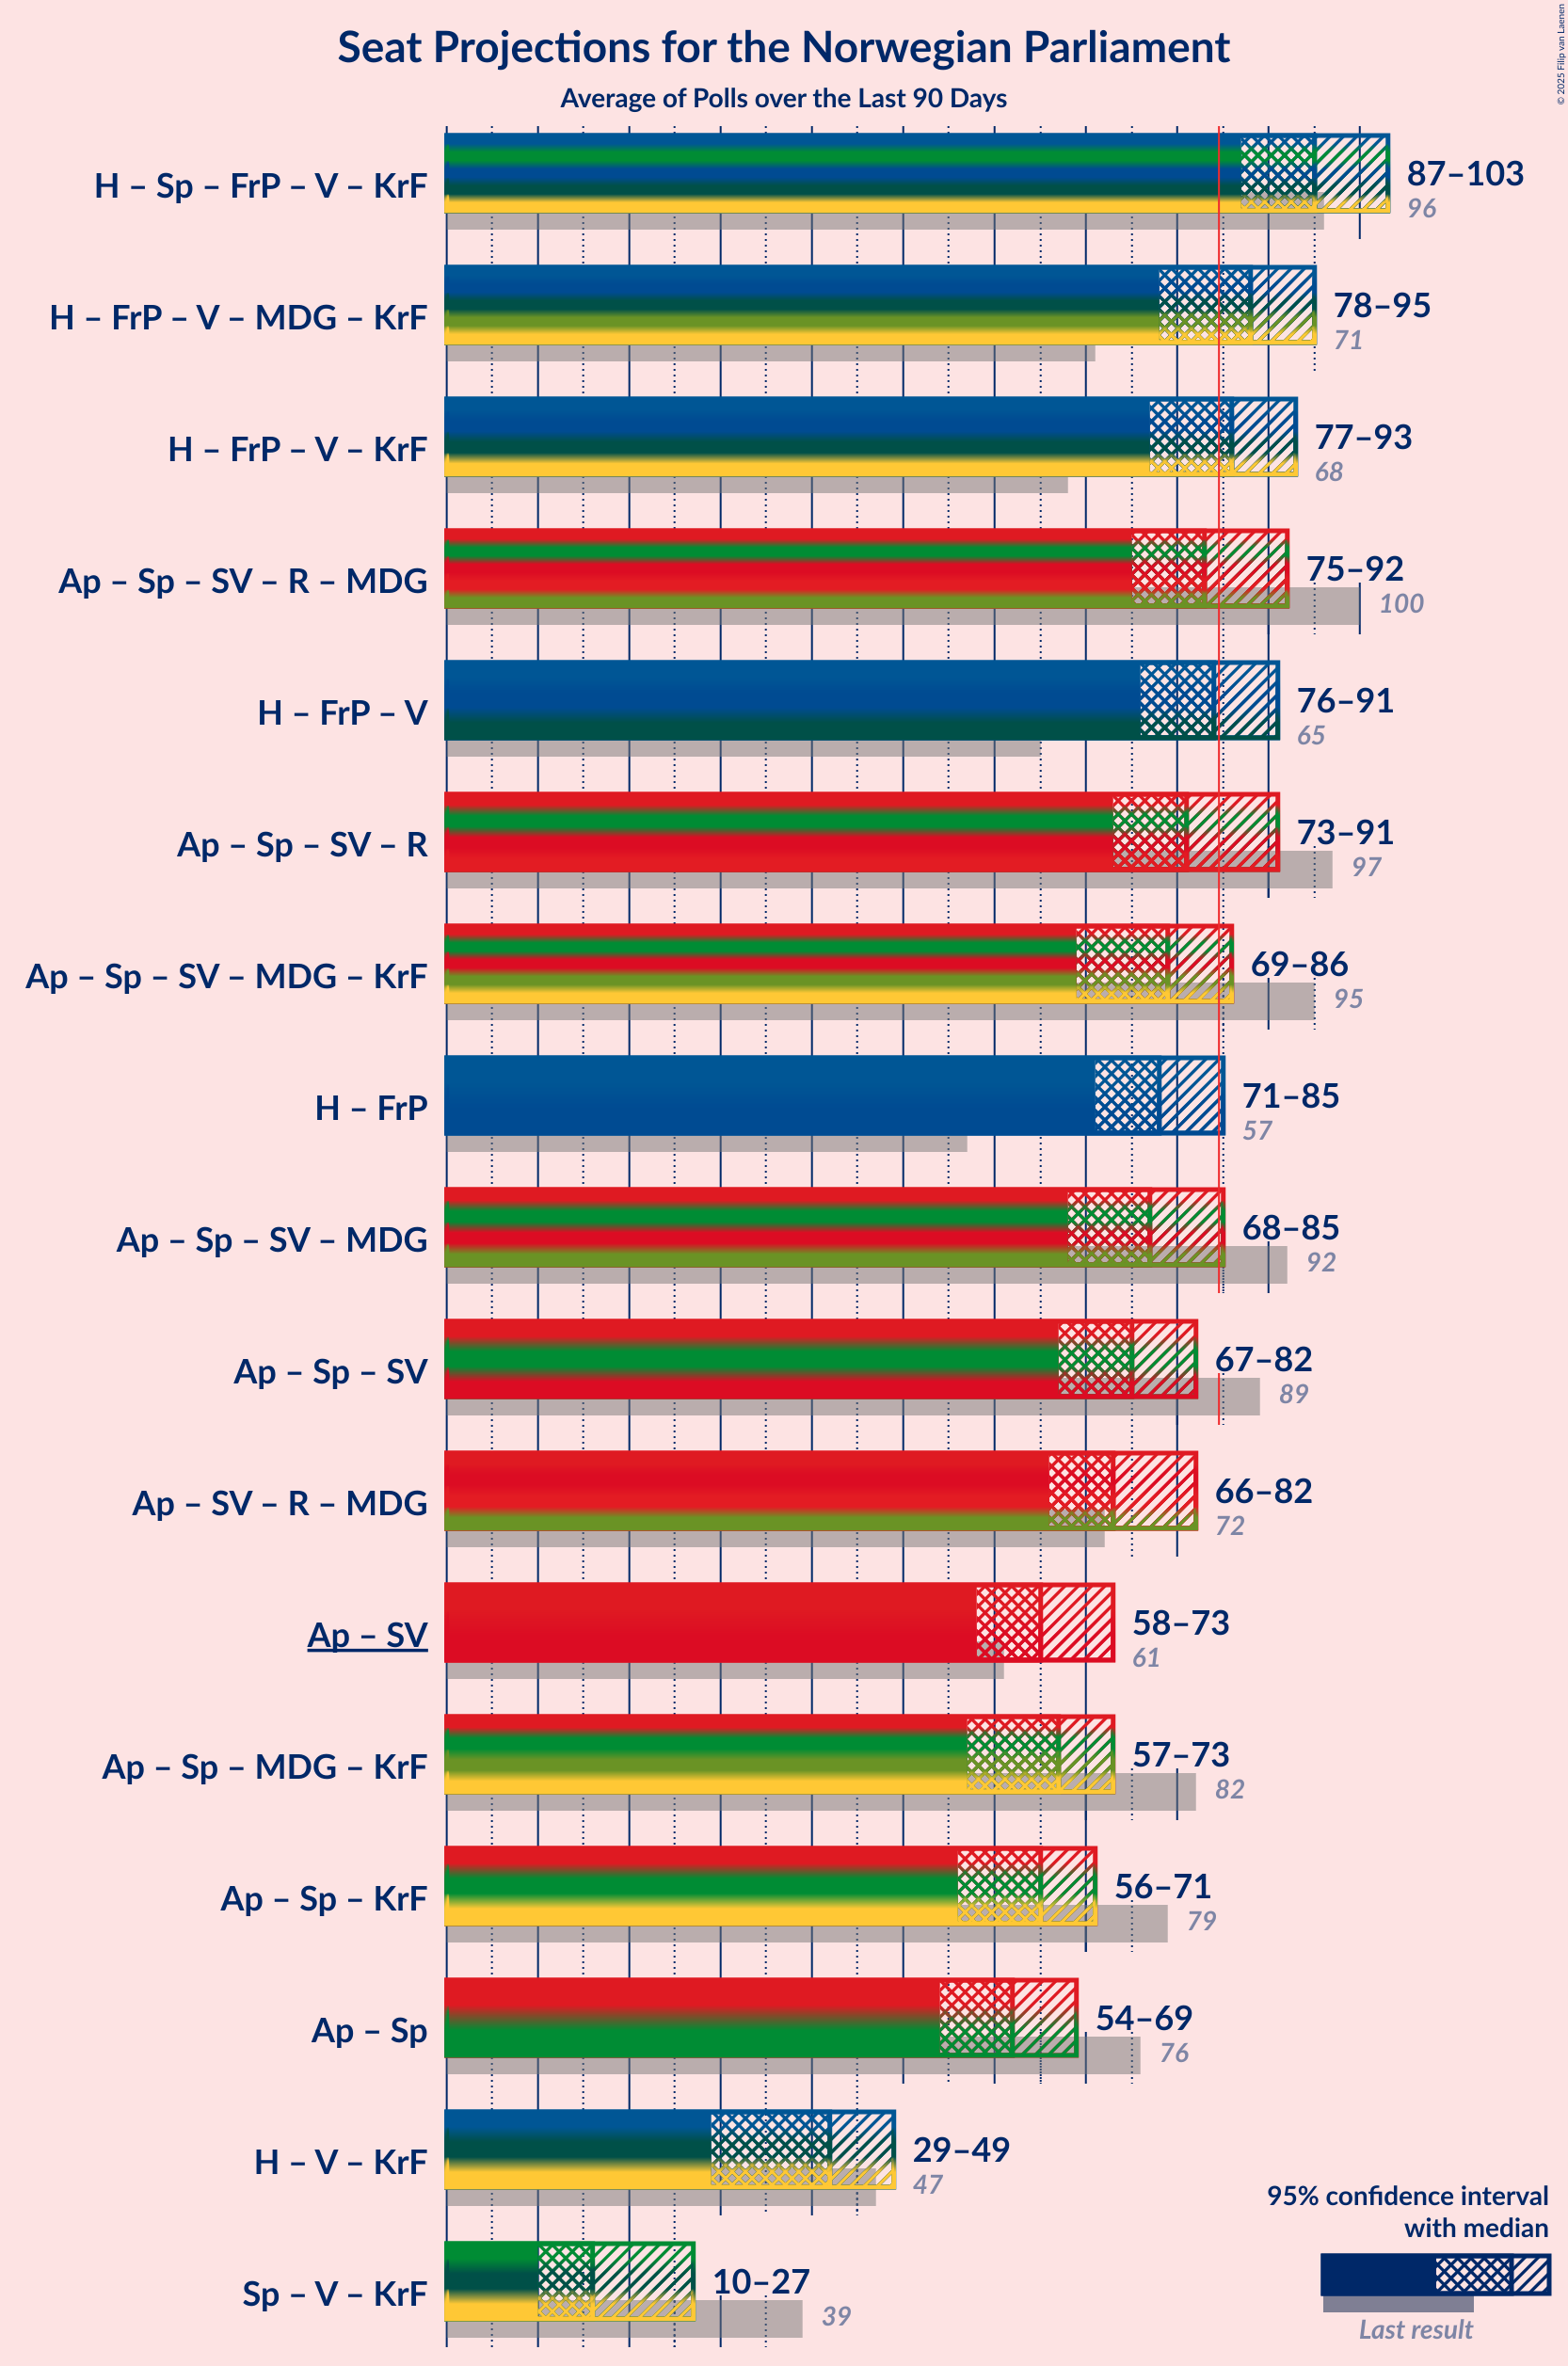 Seat Projections for the Norwegian Parliament
Average of Polls over the Last 90 Days
© 2025 Filip van Laenen
H – Sp – FrP – V – KrF
87–103
96
H – FrP – V – MDG – KrF
78–95
71
H – FrP – V – KrF
77–93
68
Ap – Sp – SV – R – MDG
75–92
100
H – FrP – V
76–91
65
Ap – Sp – SV – R
73–91
97
Ap – Sp – SV – MDG – KrF
69–86
95
H – FrP
71–85
57
Ap – Sp – SV – MDG
68–85
92
Ap – Sp – SV
67–82
89
Ap – SV – R – MDG
66–82
72
Ap – SV
58–73
61
Ap – Sp – MDG – KrF
57–73
82
Ap – Sp – KrF
56–71
79
Ap – Sp
54–69
76
H – V – KrF
29–49
47
Sp – V – KrF
10–27
39
95% confidence interval
with median
Last result